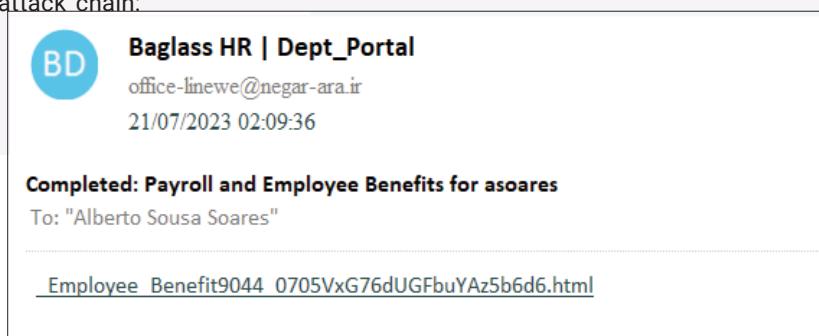 attack chain:
BD
Baglass HR | Dept_Portal
office-linewe@negar-ara.ir
21/07/2023 02:09:36
Completed: Payroll and Employee Benefits for asoares
To: "Alberto Sousa Soares"
_Employee_Benefit9044_0705VxG76dUGFbuYAz5b6d6.html